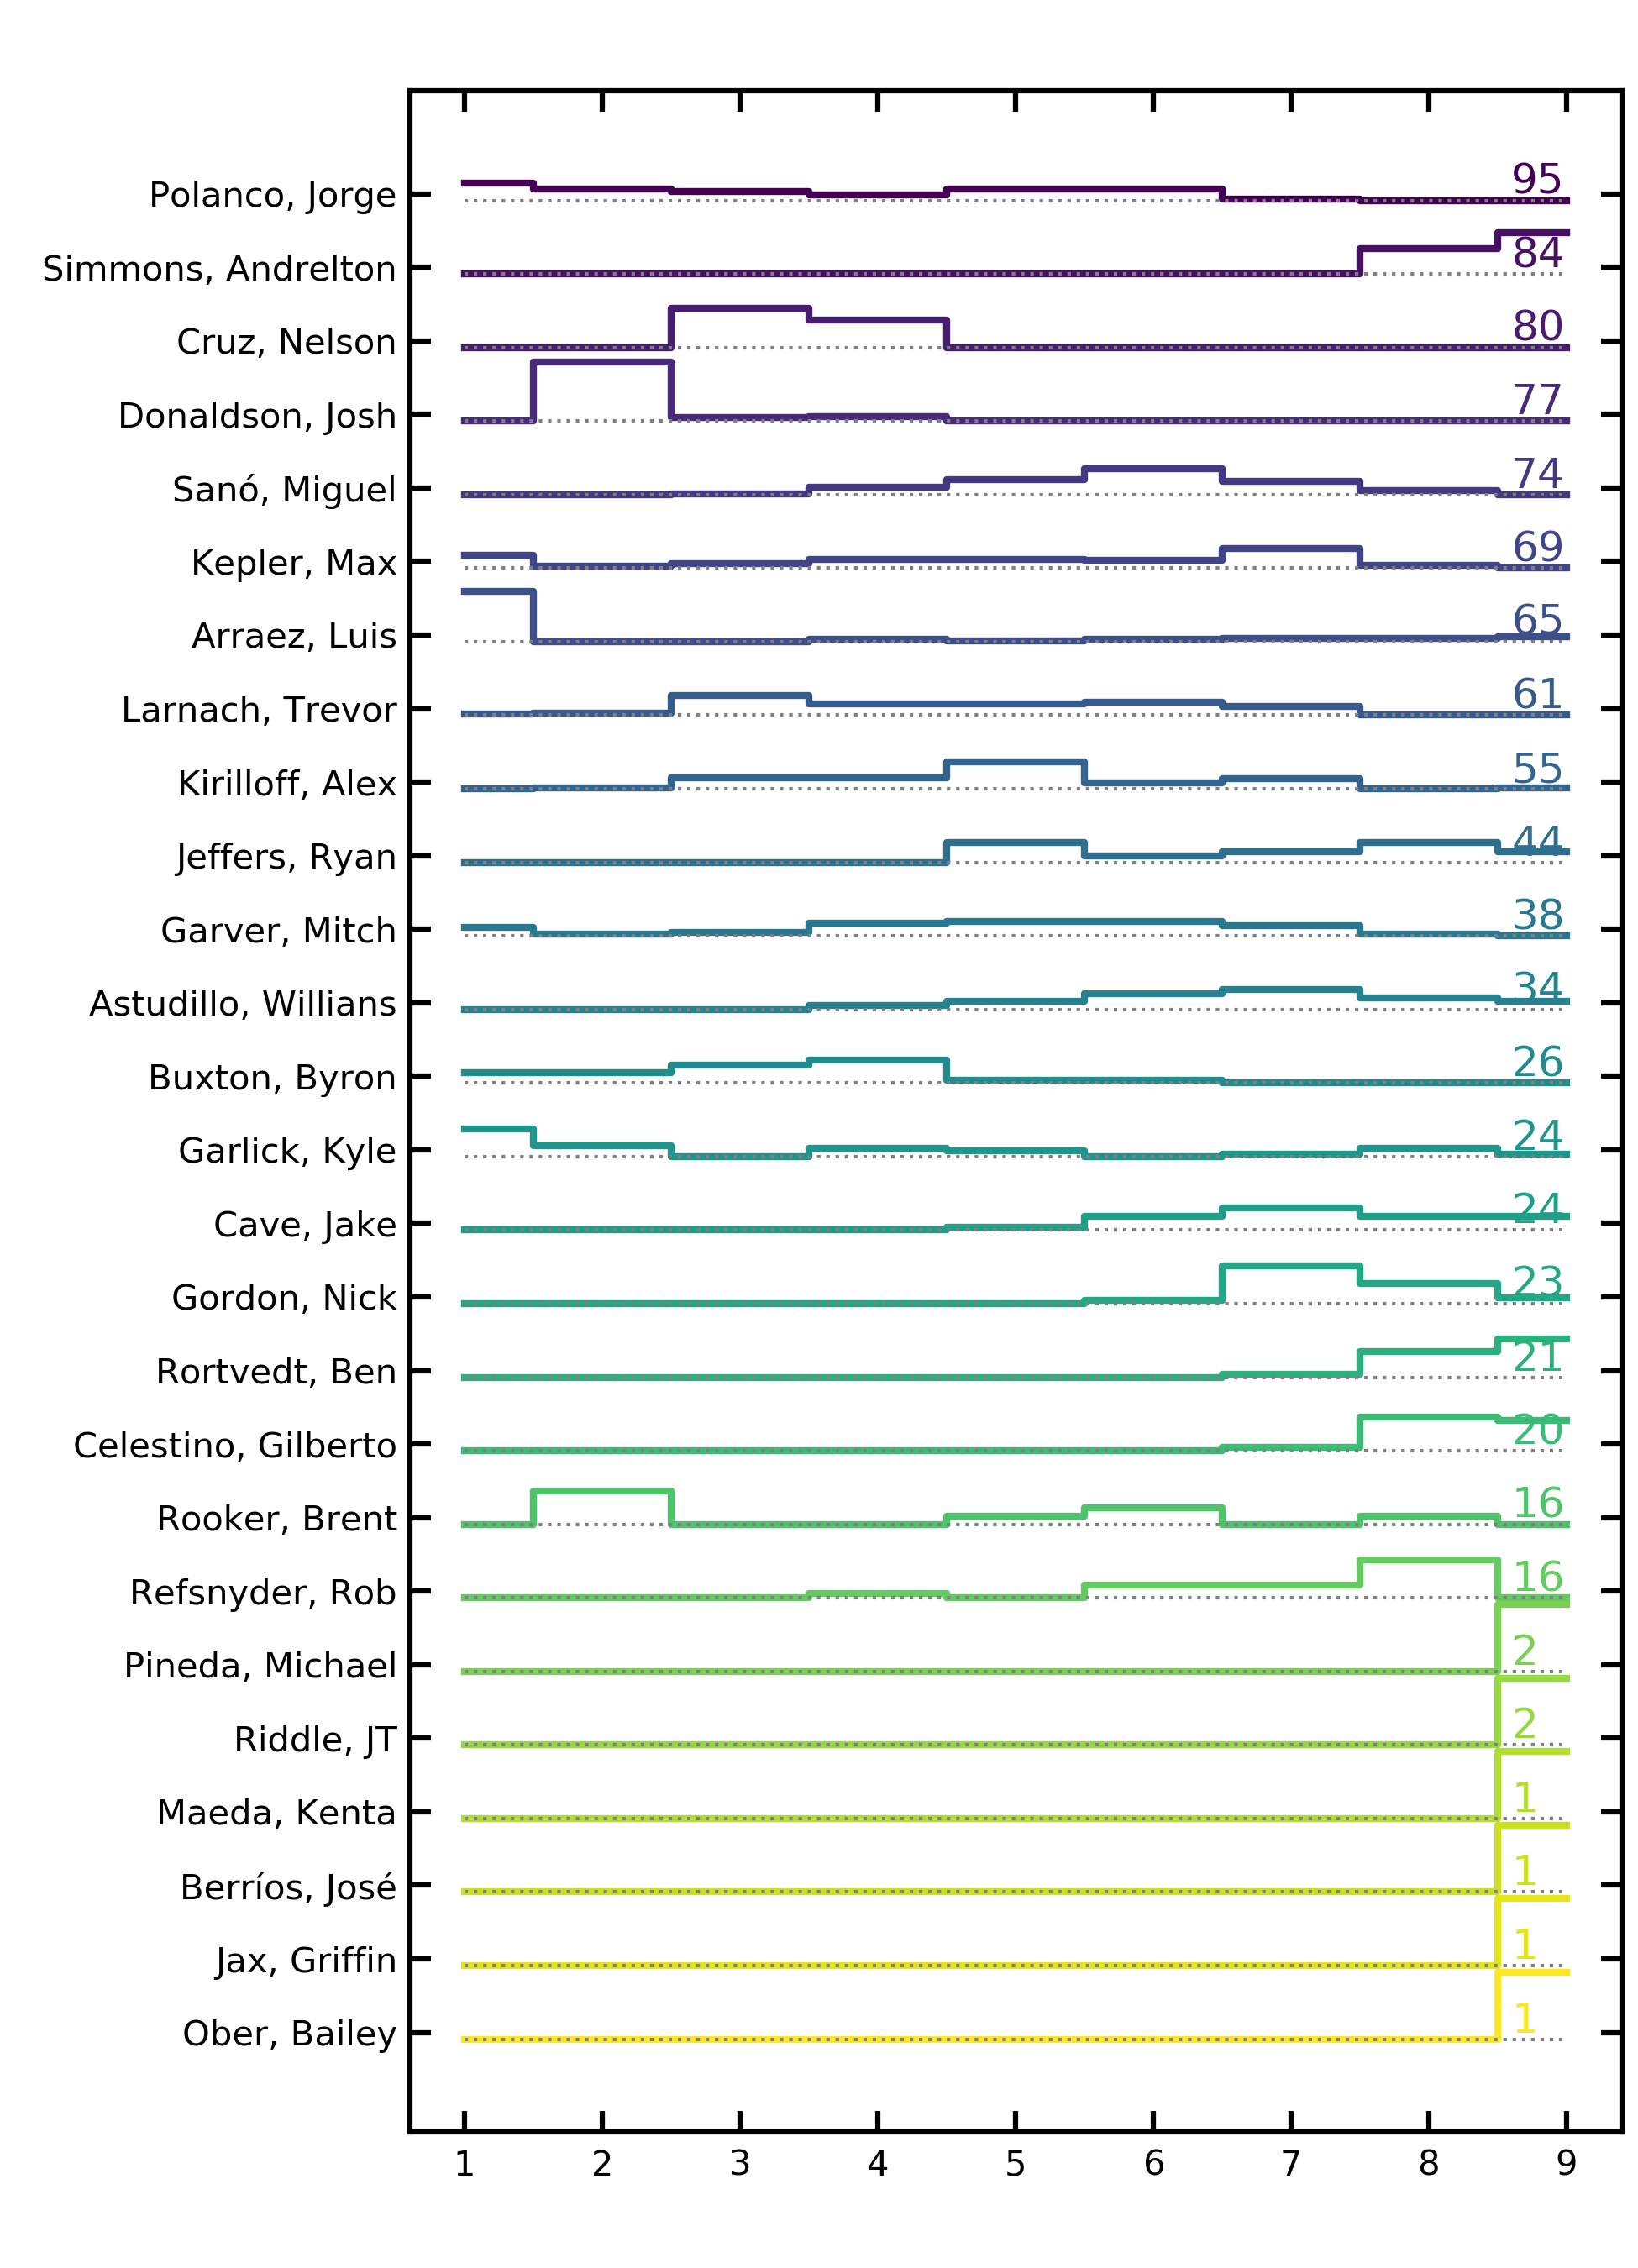 Polanco, Jorge 95
Simmons, Andrelton 84
Cruz, Nelson 80
Donaldson, Josh 77
Sanó, Miguel 74
Kepler, Max 69
Arraez, Luis 65
Larnach, Trevor 61
Kirilloff, Alex 55
Jeffers, Ryan 44
Garver, Mitch 38
Astudillo, Willians 34
Buxton, Byron 26
Garlick, Kyle 24
Cave, Jake 24
Gordon, Nick 23
Rortvedt, Ben 21
Celestino, Gilberto 20
Rooker, Brent 16
Refsnyder, Rob 16
Pineda, Michael 2
Riddle, JT 2
Maeda, Kenta 1
Berríos, José 1
Jax, Griffin 1
Ober, Bailey 1
1 2 3 4 5 6 7 8 9